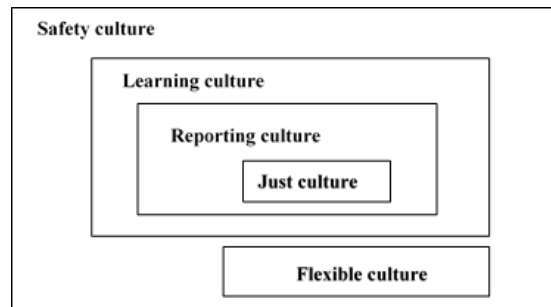 Safety culture
Learning culture
Reporting culture
Just culture
Flexible culture